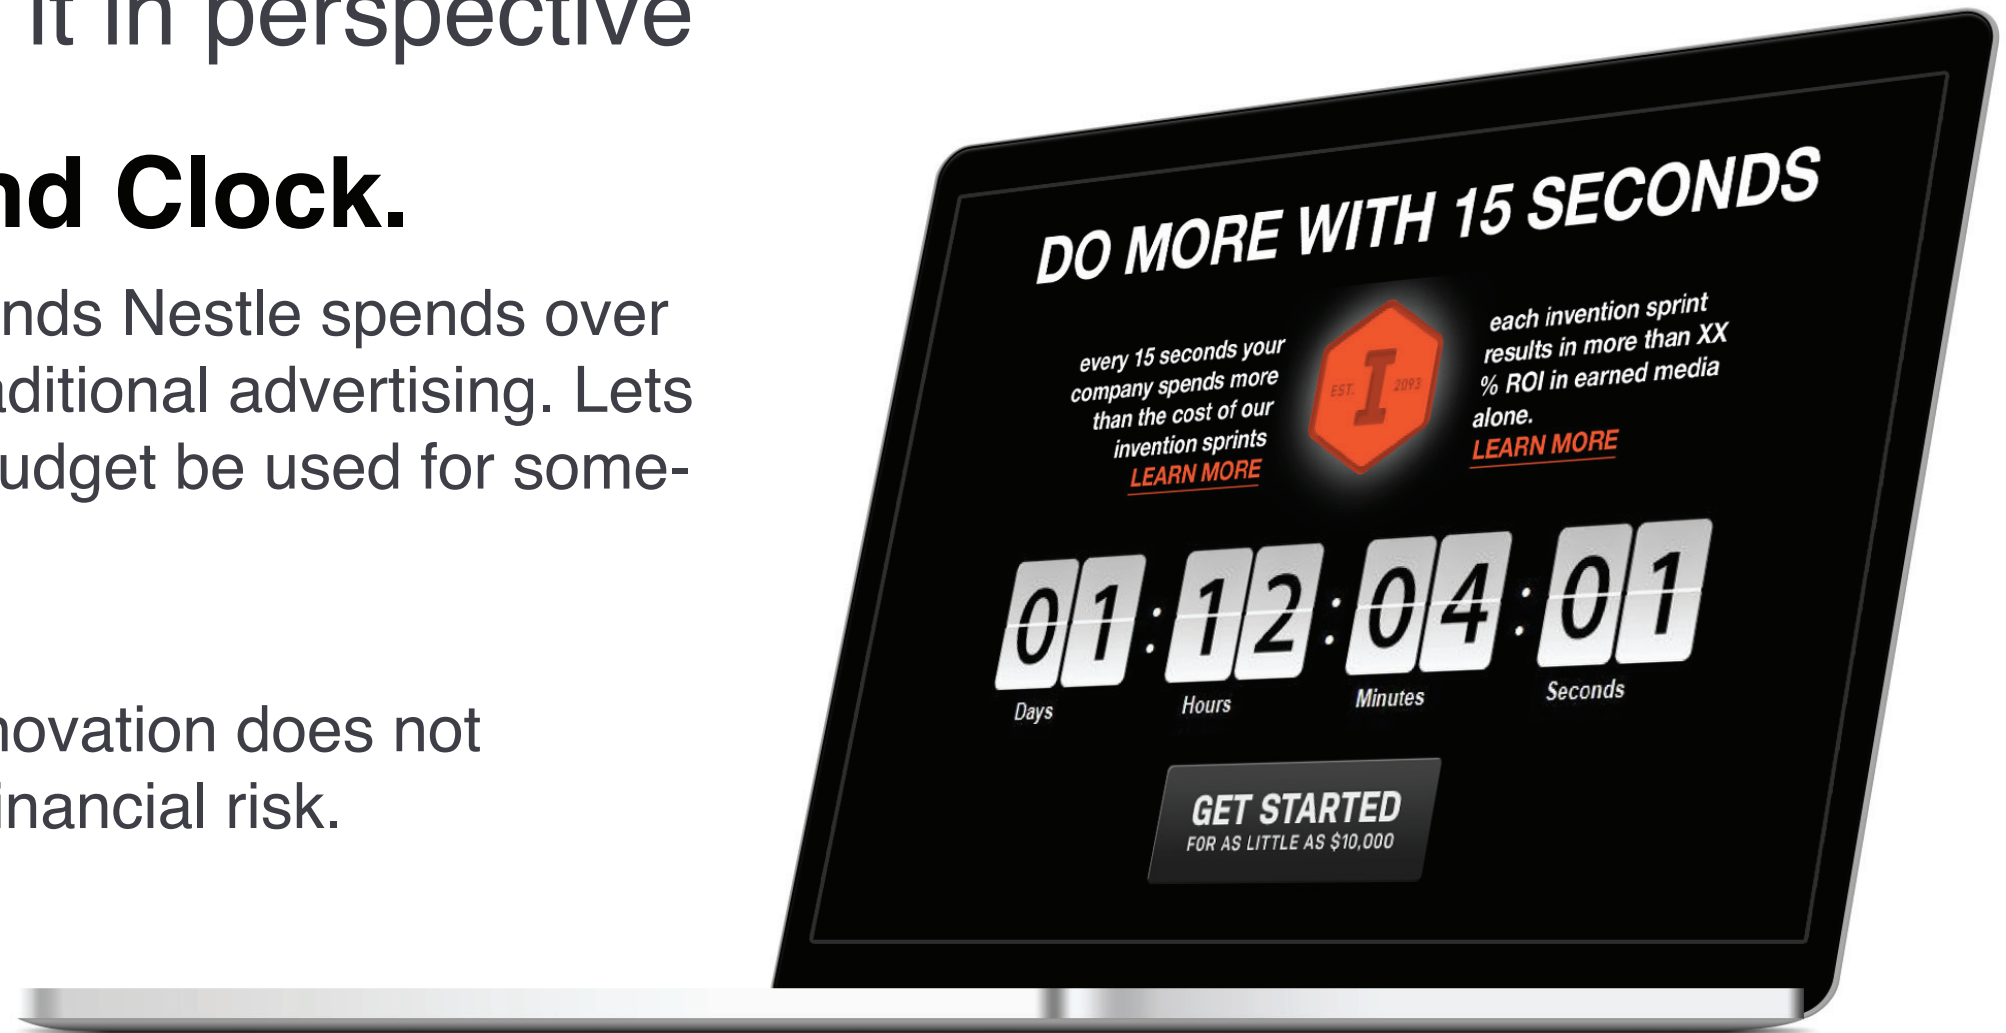 it in perspective
nd Clock.
nds Nestle spends over
aditional advertising. Lets
udget be used for some-
novation does not
inancial risk.
DO MORE WITH 15 SECONDS
every 15 seconds your
company spends more
than the cost of our
invention sprints
LEARN MORE
EST. I 2093
each invention sprint
results in more than XX
% ROI in earned media
alone.
LEARN MORE
01:12:04:01
Days Hours Minutes Seconds
GET STARTED
FOR AS LITTLE AS $10,000